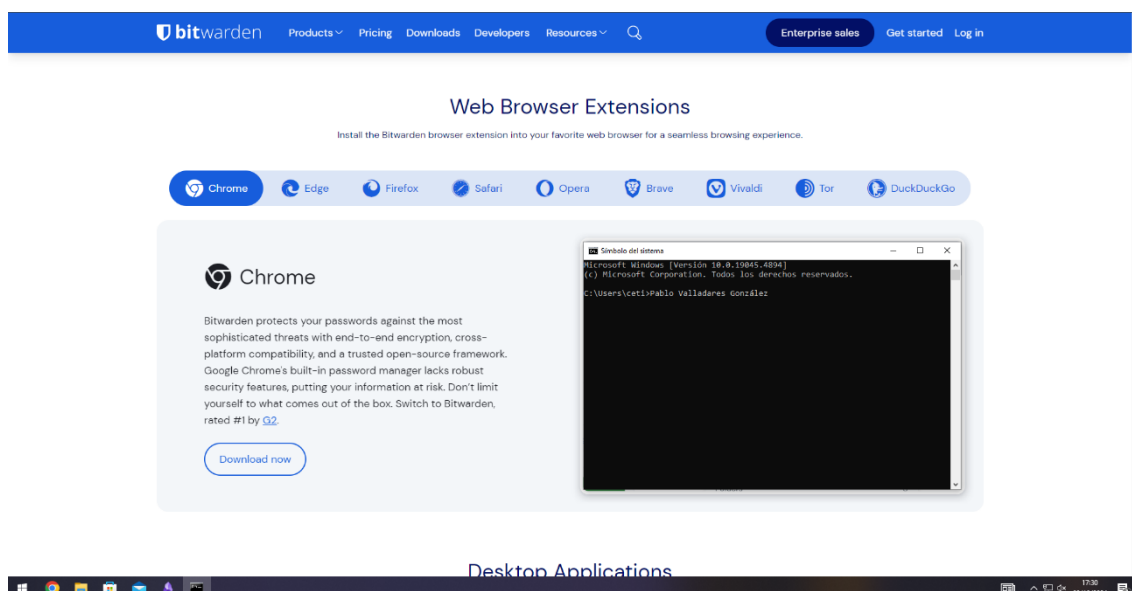 bitwarden
Products Pricing Downloads Developers Resources
Enterprise sales Get started Log in
Web Browser Extensions
Install the Bitwarden browser extension into your favorite web browser for a seamless browsing experience.
Chrome Edge Firefox Safari Opera Brave Vivaldi Tor DuckDuckGo
Chrome
Bitwarden protects your passwords against the most
sophisticated threats with end-to-end encryption, cross-
platform compatibility, and a trusted open-source framework.
Google Chrome's built-in password manager lacks robust
security features, putting your information at risk. Don't limit
yourself to what comes out of the box. Switch to Bitwarden,
rated #1 by G2.
Download now
Símbolo del sistema
Microsoft Windows [Versión 10.0.19045.4894]
(c) Microsoft Corporation. Todos los derechos reservados.
C:\Users\ceti>Pablo Valladares González
Desktop Applications
17:30